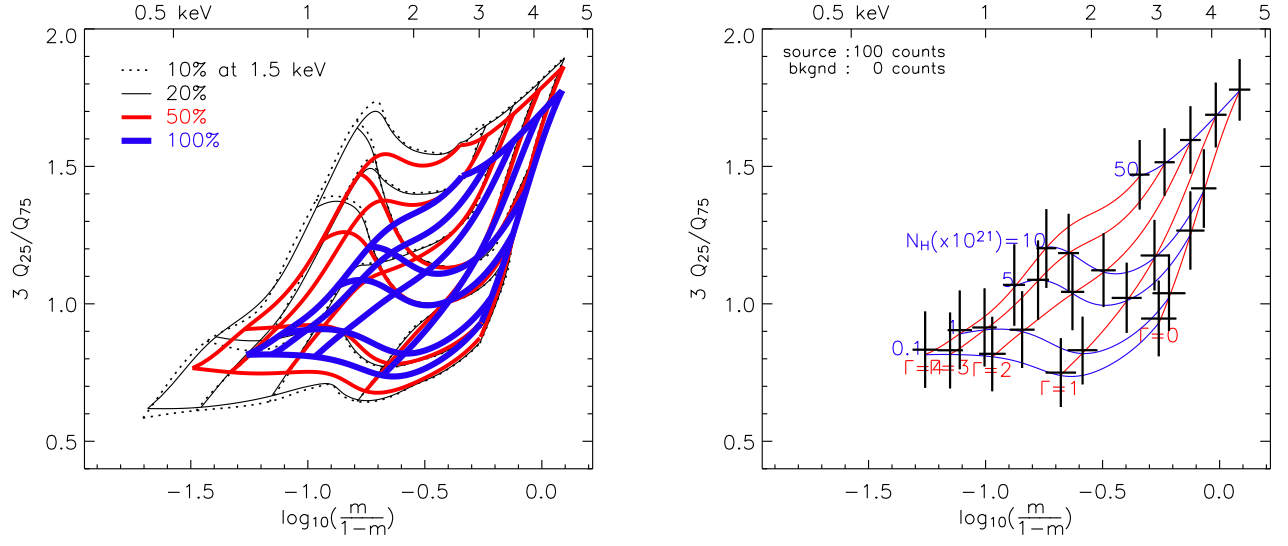 0.5 keV 1 2 3 4 5
2.0
1.5
1.0
0.5
3 Q25/Q75
10% at 1.5 keV
20%
50%
100%
−1.5 −1.0 −0.5 0.0
log10(m/1−m)
0.5 keV 1 2 3 4 5
2.0
1.5
1.0
0.5
3 Q25/Q75
source :100 counts
bkgnd : 0 counts
50
NH(x10^21)=10
5
1
0.1
Γ=4
Γ=3
Γ=2
Γ=1
Γ=0
−1.5 −1.0 −0.5 0.0
log10(m/1−m)